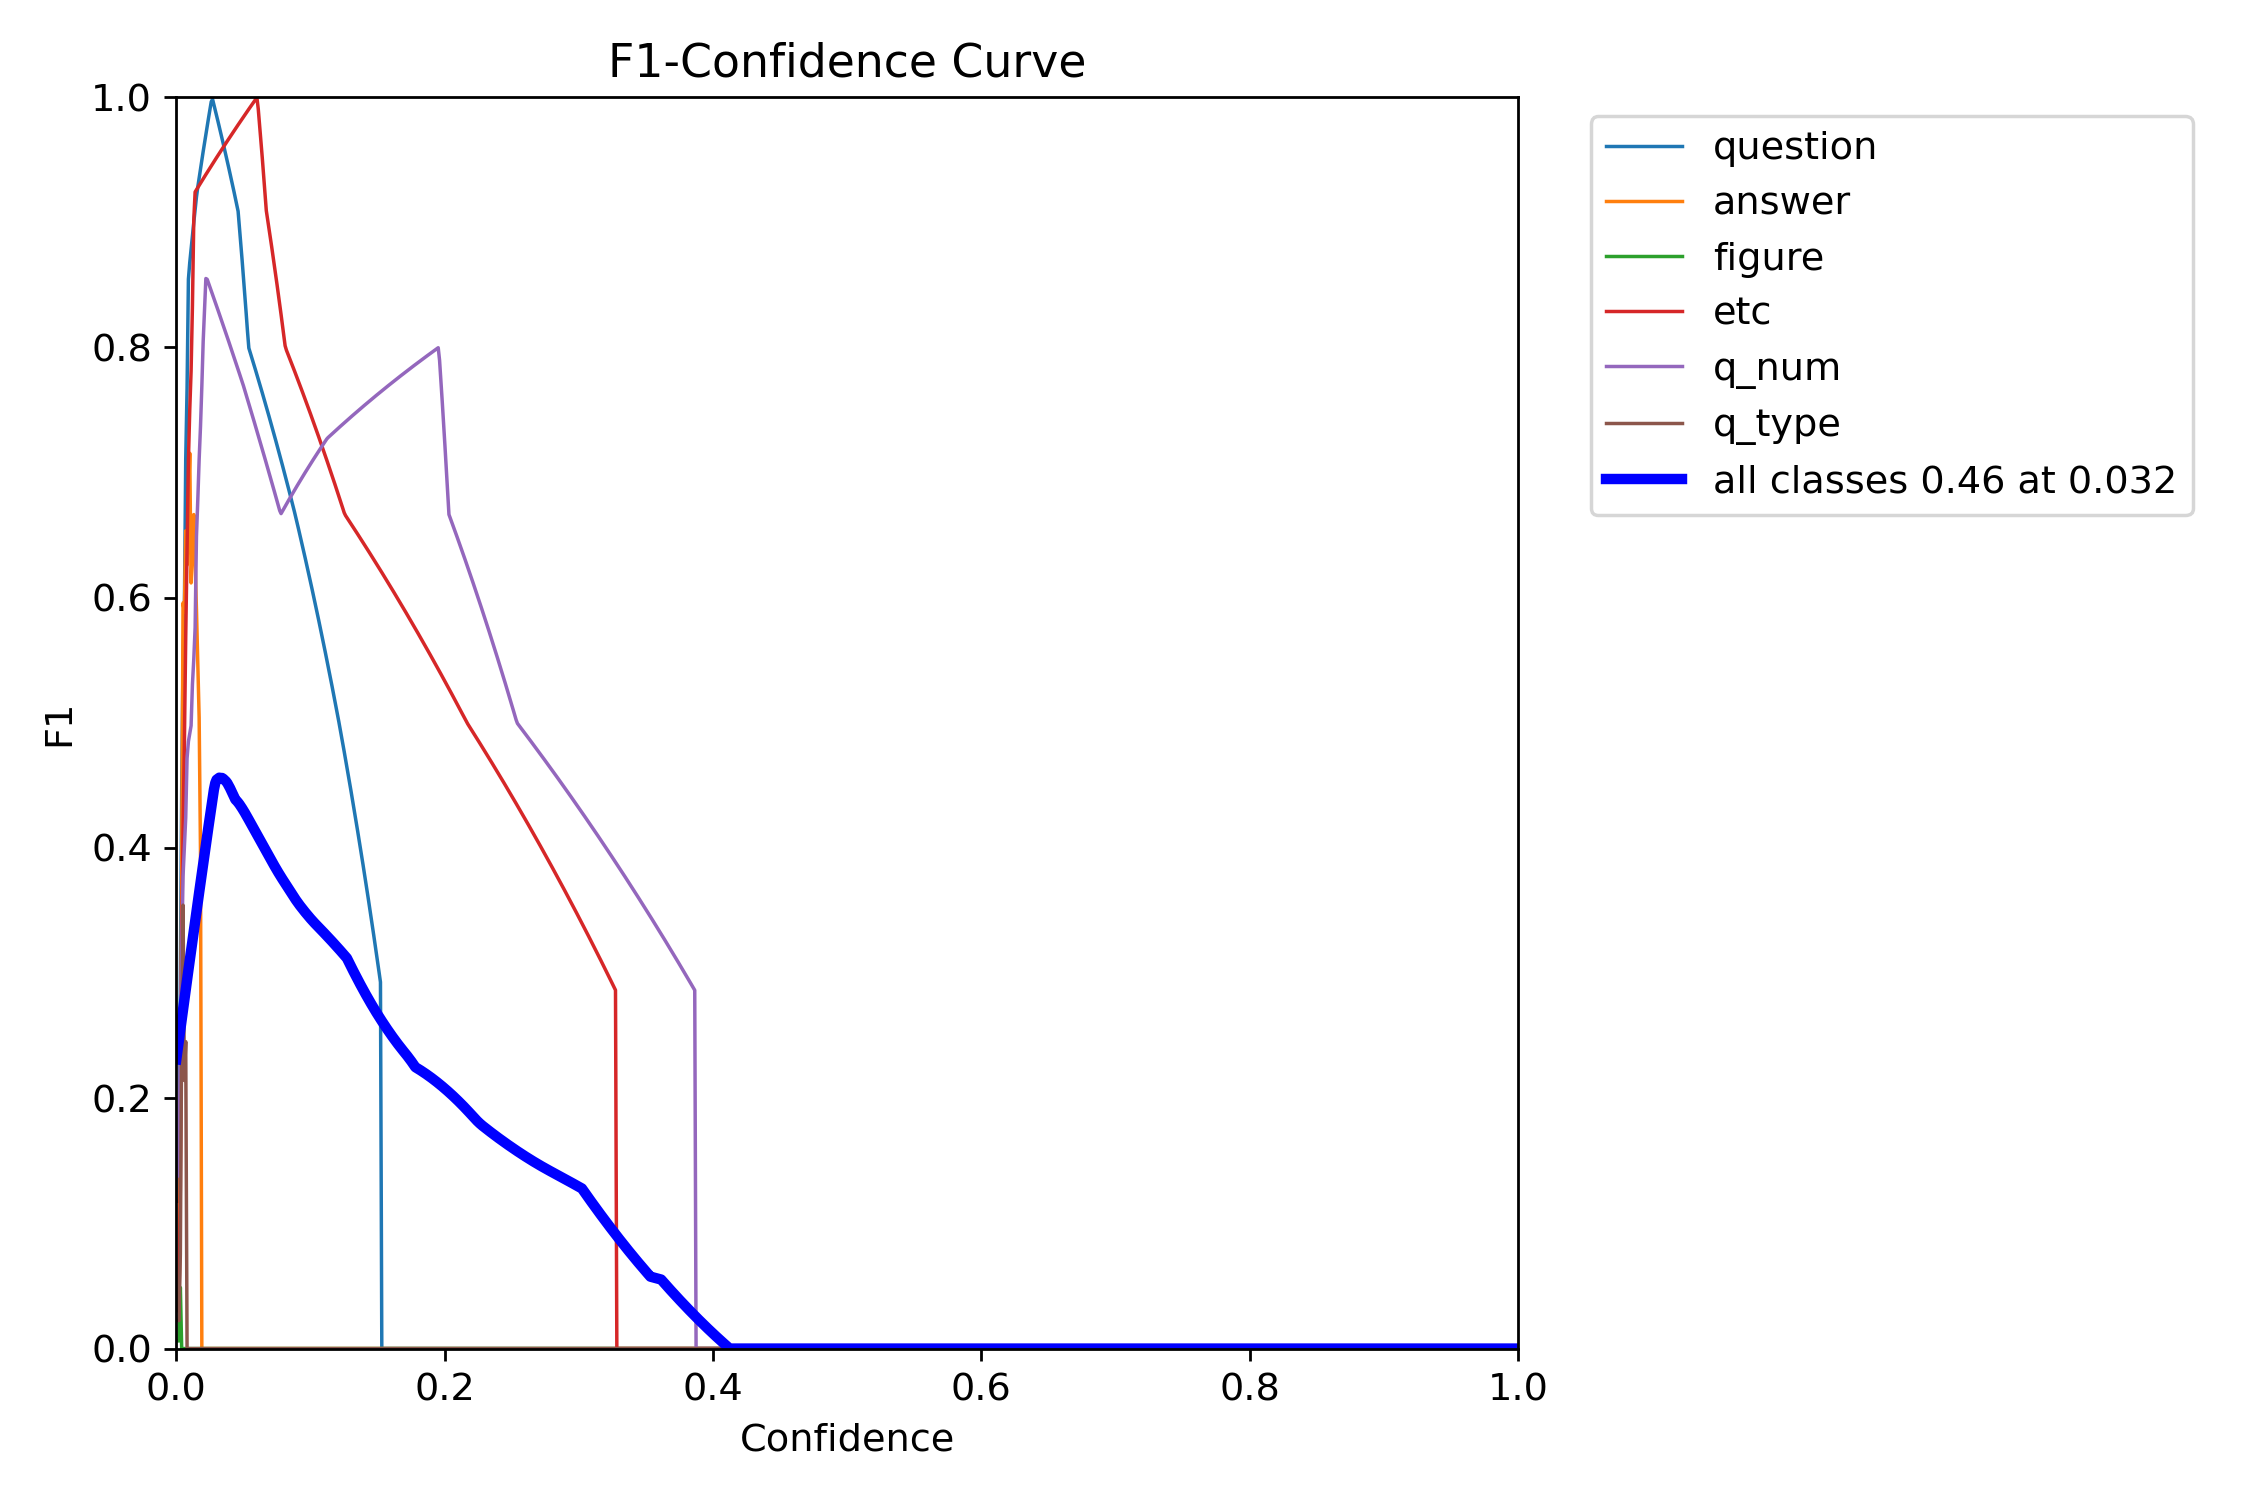 F1-Confidence Curve
1.0
0.8
0.6
0.4
0.2
0.0
F1
0.0 0.2 0.4 0.6 0.8 1.0
Confidence
question
answer
figure
etc
q_num
q_type
all classes 0.46 at 0.032